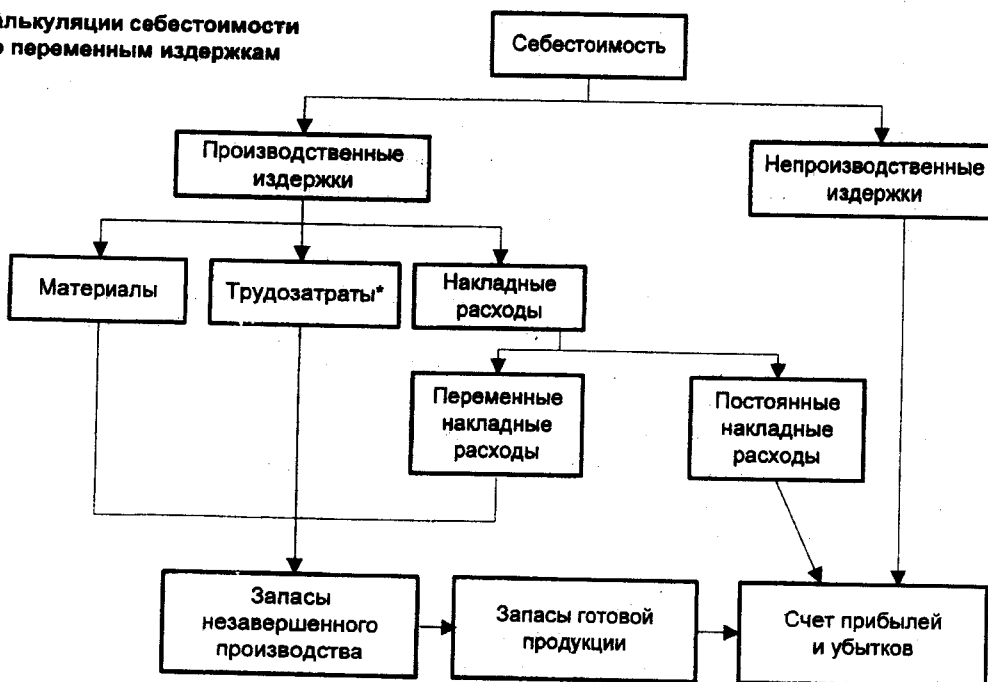 алькуляции себестоимости
переменным издержкам
Себестоимость
Производственные
издержки
Непроизводственные
издержки
Материалы
Трудозатраты*
Накладные
расходы
Переменные
накладные
расходы
Постоянные
накладные
расходы
Запасы
незавершенного
производства
Запасы готовой
продукции
Счет прибылей
и убытков